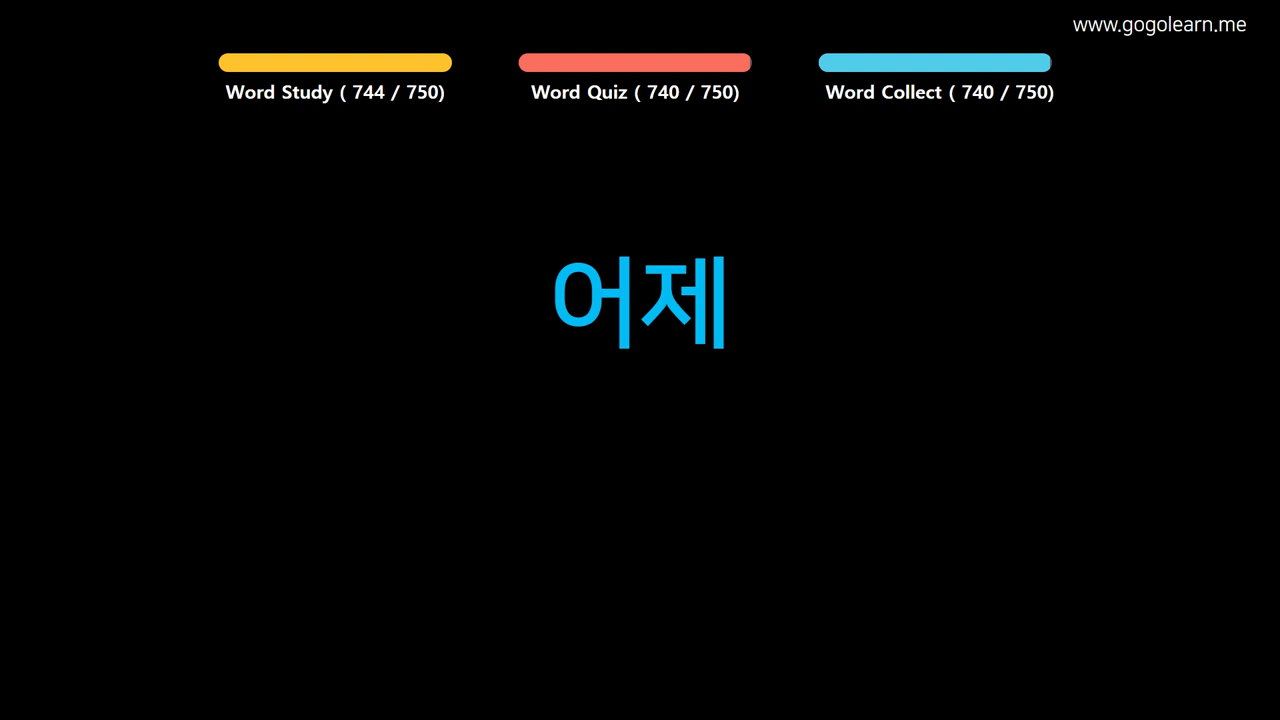 www.gogolearn.me
Word Study ( 744 / 750)
Word Quiz ( 740 / 750)
Word Collect ( 740 / 750)
어제